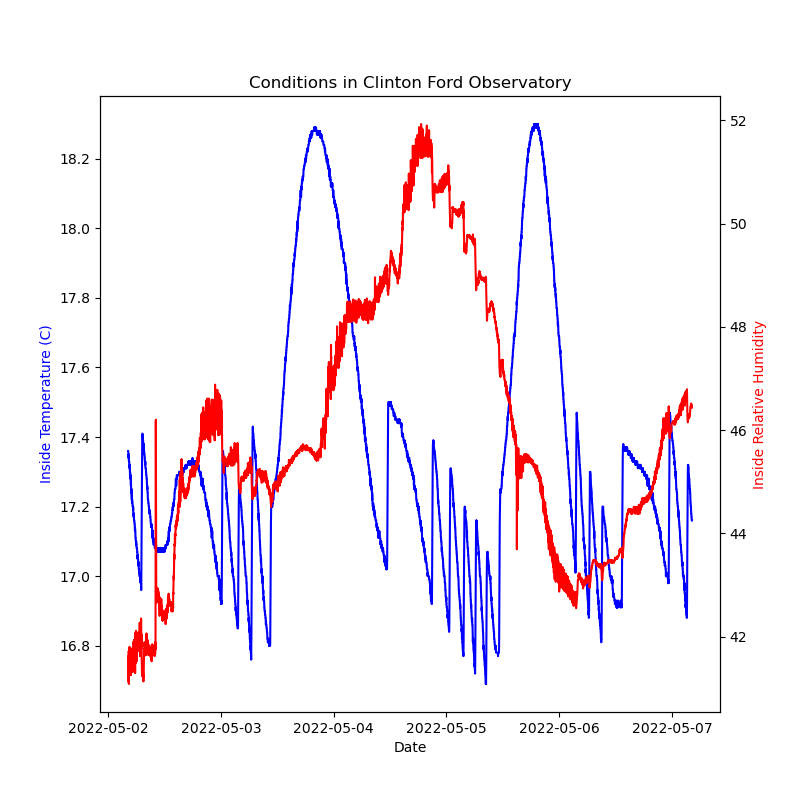 Conditions in Clinton Ford Observatory
18.2
18.0
17.8
17.6
17.4
17.2
17.0
16.8
Inside Temperature (C)
52
50
48
46
44
42
Inside Relative Humidity
2022-05-02 2022-05-03 2022-05-04 2022-05-05 2022-05-06 2022-05-07
Date